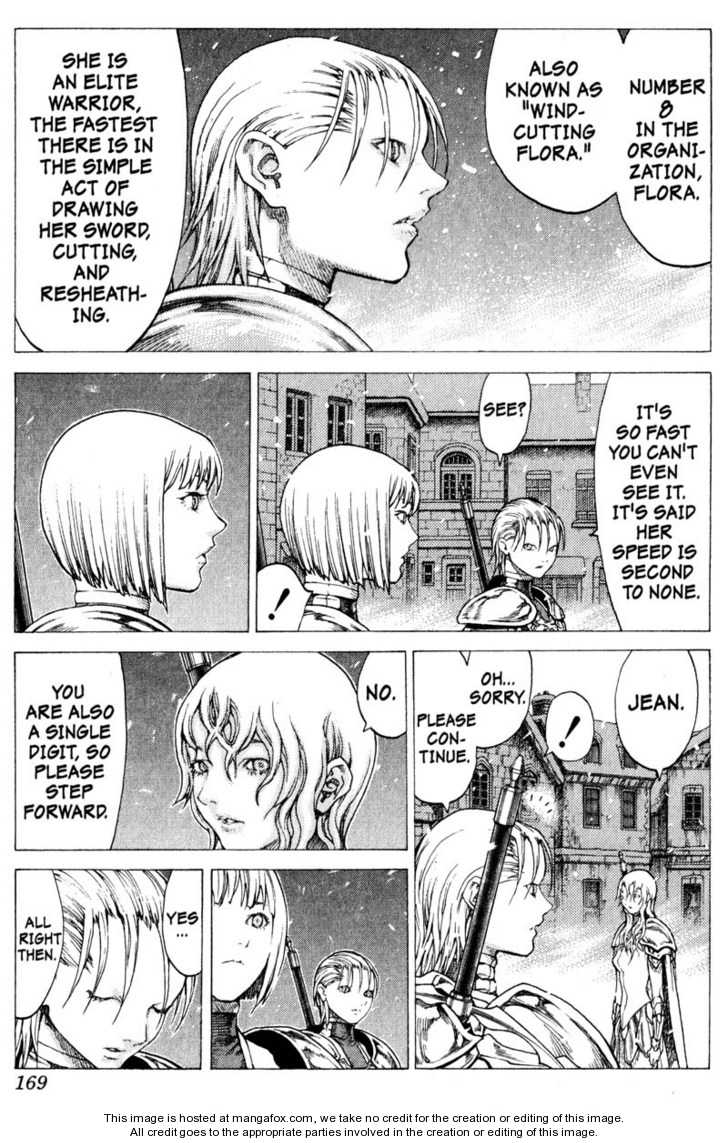 NUMBER
8
IN THE
ORGANI-
ZATION,
FLORA.
ALSO
KNOWN AS
"WIND-
CUTTING
FLORA."
SHE IS
AN ELITE
WARRIOR,
THE FASTEST
THERE IS IN
THE SIMPLE
ACT OF
DRAWING
HER SWORD,
CUTTING,
AND
RESHEATH-
ING.
IT'S
SO FAST
YOU CAN'T
EVEN
SEE IT.
IT'S SAID
HER
SPEED IS
SECOND
TO NONE.
SEE?
!
JEAN.
!
OH...
SORRY.
PLEASE
CON-
TINUE.
NO.
YOU
ARE ALSO
A SINGLE
DIGIT, SO
PLEASE
STEP
FORWARD.
YES
...
ALL
RIGHT
THEN.
169
This image is hosted at mangafox.com, we take no credit for the creation or editing of this image.
All credit goes to the appropriate parties involved in the creation or editing of this image.